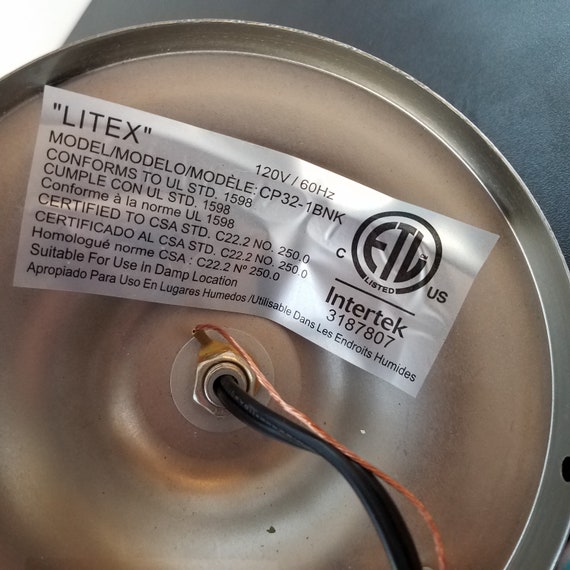 "LITEX"
120V / 60Hz
MODEL/MODELO/MODÈLE: CP32-1BNK
CONFORMS TO UL STD. 1598
CUMPLE CON UL STD. 1598
Conforme à la norme UL 1598
CERTIFIED TO CSA STD. C22.2 NO. 250.0
CERTIFICADO AL CSA STD. C22.2 NO. 250.0
Homologué norme CSA : C22.2 Nº 250.0
Suitable For Use In Damp Location
Apropiado Para Uso En Lugares Humedos /Utilisable Dans Les Endroits Humides
C ETL US
LISTED
Intertek
3187807